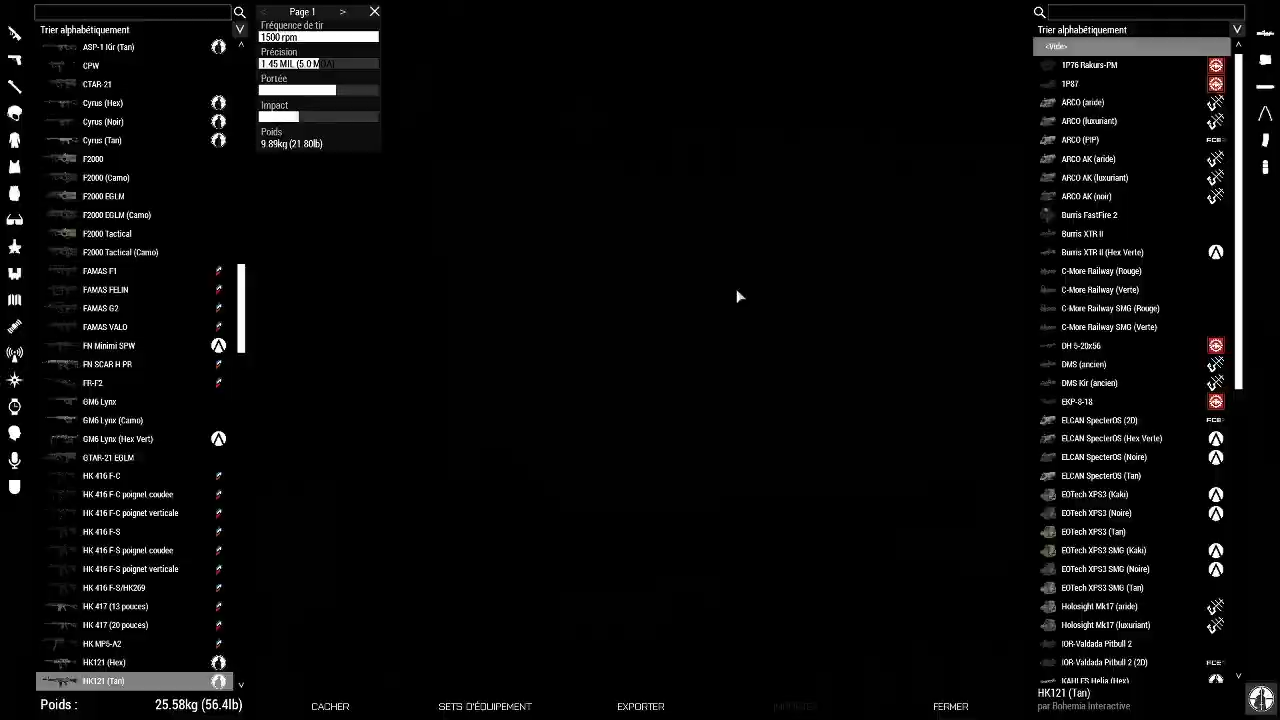 Trier alphabétiquement
ASP-1 Kir (Tan)
CPW
CTAR-21
Cyrus (Hex)
Cyrus (Noir)
Cyrus (Tan)
F2000
F2000 (Camo)
F2000 EGLM
F2000 EGLM (Camo)
F2000 Tactical
F2000 Tactical (Camo)
FAMAS F1
FAMAS FELIN
FAMAS G2
FAMAS VALO
FN Minimi SPW
FN SCAR H PR
FR-F2
GM6 Lynx
GM6 Lynx (Camo)
GM6 Lynx (Hex Vert)
GTAR-21 EGLM
HK 416 F-C
HK 416 F-C poignet coudee
HK 416 F-C poignet verticale
HK 416 F-S
HK 416 F-S poignet coudee
HK 416 F-S poignet verticale
HK 416 F-S/HK269
HK 417 (13 pouces)
HK 417 (20 pouces)
HK MP5-A2
HK121 (Hex)
HK121 (Tan)
Poids :
25.58kg (56.4lb)
< Page 1 >
Fréquence de tir
1500 rpm
Précision
1.45 MIL (5.0 MOA)
Portée
Impact
Poids
9.89kg (21.80lb)
CACHER
SETS D'ÉQUIPEMENT
EXPORTER
IMPORTER
FERMER
Trier alphabétiquement
<Vide>
1P76 Rakurs-PM
1P87
ARCO (aride)
ARCO (luxuriant)
ARCO (PIP)
ARCO AK (aride)
ARCO AK (luxuriant)
ARCO AK (noir)
Burris FastFire 2
Burris XTR II
Burris XTR II (Hex Verte)
C-More Railway (Rouge)
C-More Railway (Verte)
C-More Railway SMG (Rouge)
C-More Railway SMG (Verte)
DH 5-20x56
DMS (ancien)
DMS Kir (ancien)
EKP-8-18
ELCAN SpecterOS (2D)
ELCAN SpecterOS (Hex Verte)
ELCAN SpecterOS (Noire)
ELCAN SpecterOS (Tan)
EOTech XPS3 (Kaki)
EOTech XPS3 (Noire)
EOTech XPS3 (Tan)
EOTech XPS3 SMG (Kaki)
EOTech XPS3 SMG (Noire)
EOTech XPS3 SMG (Tan)
Holosight Mk17 (aride)
Holosight Mk17 (luxuriant)
IOR-Valdada Pitbull 2
IOR-Valdada Pitbull 2 (2D)
KAHLES Helia (Hex)
HK121 (Tan)
par Bohemia Interactive